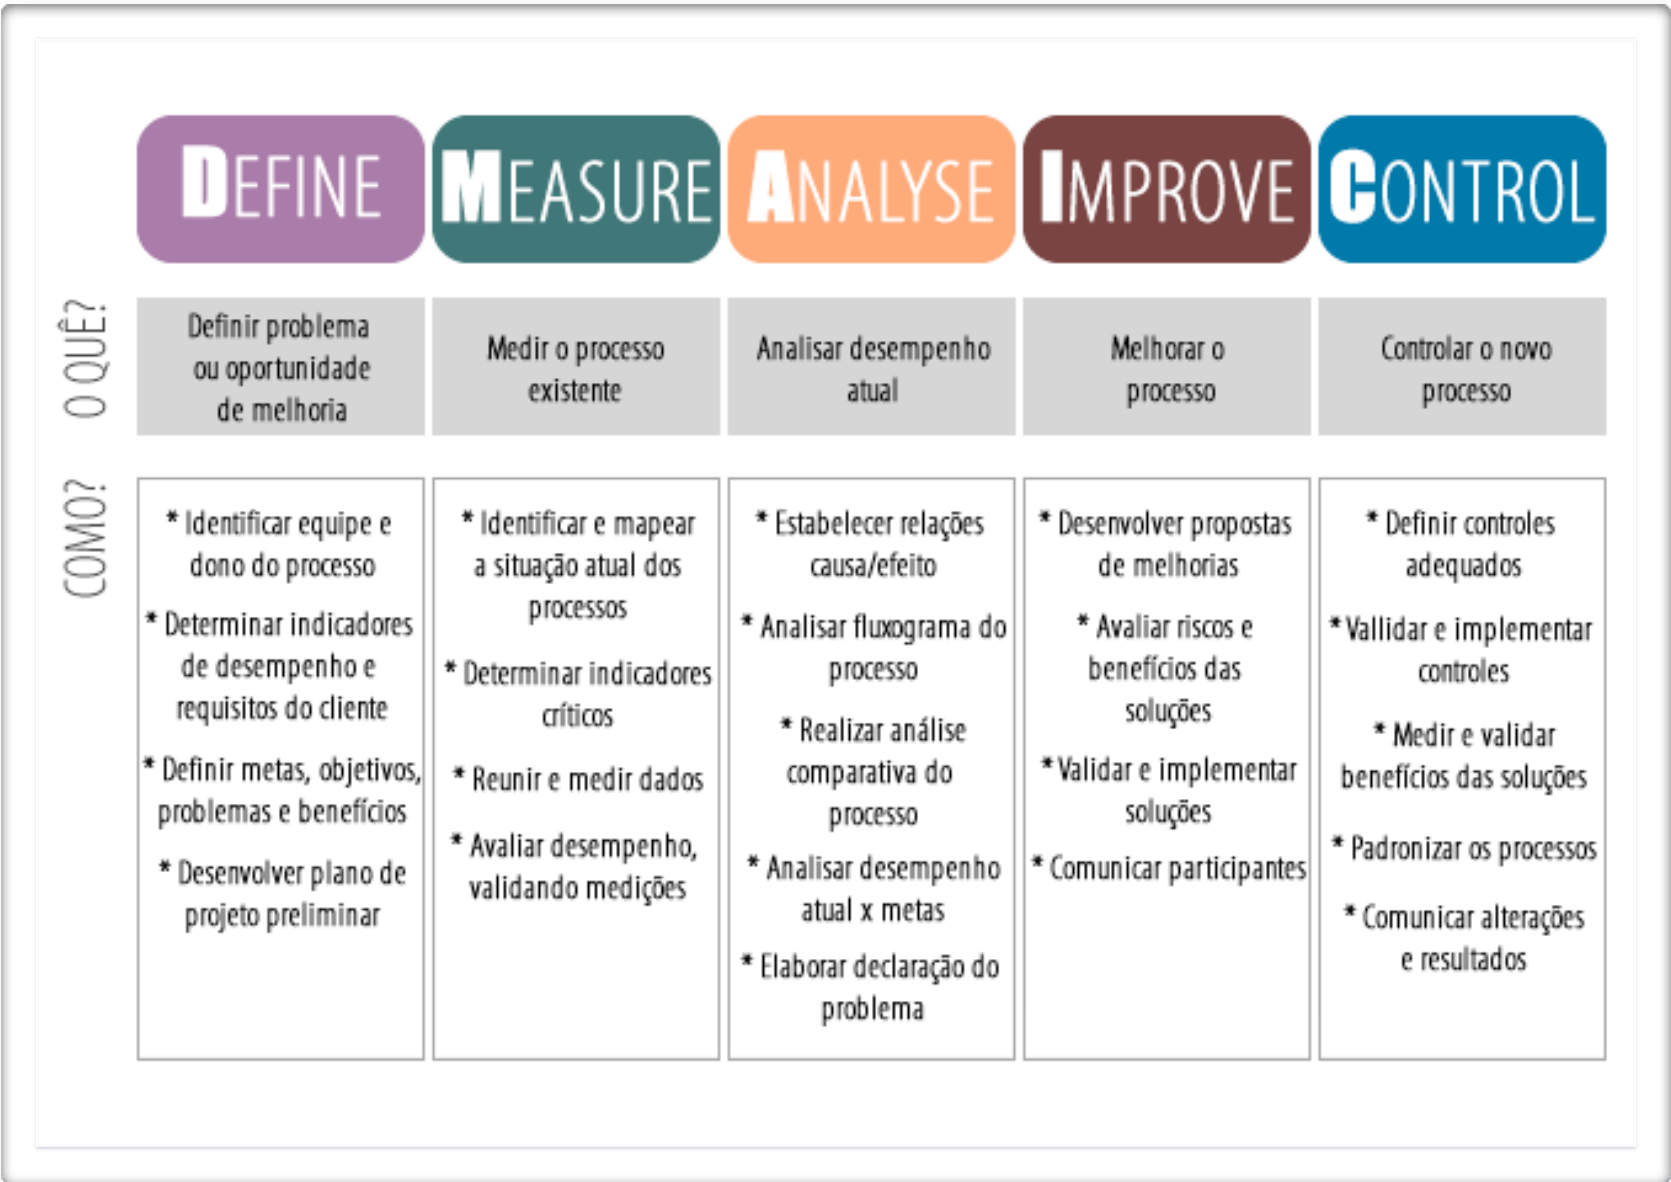 DEFINE
MEASURE
ANALYSE
IMPROVE
CONTROL
O QUÊ?
Definir problema
ou oportunidade
de melhoria
Medir o processo
existente
Analisar desempenho
atual
Melhorar o
processo
Controlar o novo
processo
COMO?
* Identificar equipe e
dono do processo
* Determinar indicadores
de desempenho e
requisitos do cliente
* Definir metas, objetivos,
problemas e benefícios
* Desenvolver plano de
projeto preliminar
* Identificar e mapear
a situação atual dos
processos
* Determinar indicadores
críticos
* Reunir e medir dados
* Avaliar desempenho,
validando medições
* Estabelecer relações
causa/efeito
* Analisar fluxograma do
processo
* Realizar análise
comparativa do
processo
* Analisar desempenho
atual x metas
* Elaborar declaração do
problema
* Desenvolver propostas
de melhorias
* Avaliar riscos e
benefícios das
soluções
* Validar e implementar
soluções
* Comunicar participantes
* Definir controles
adequados
* Vallidar e implementar
controles
* Medir e validar
benefícios das soluções
* Padronizar os processos
* Comunicar alterações
e resultados